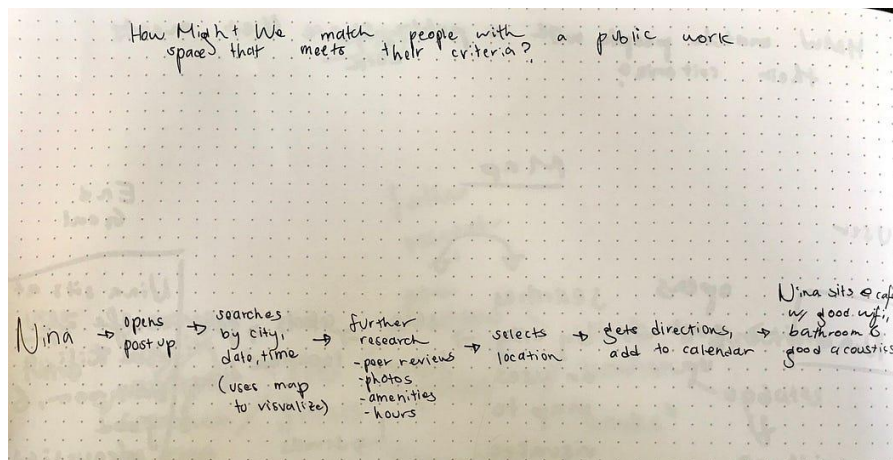 How Might We match people with a public work
space that meets their criteria?
Nina → opens
post up → searches
by city,
date, time
(uses map
to visualize) → further
research
- peer reviews
- photos
- amenities
- hours
→ selects
location → gets directions,
add to calendar → Nina sits @ cafe
w/ good wifi,
bathroom &
good acoustics